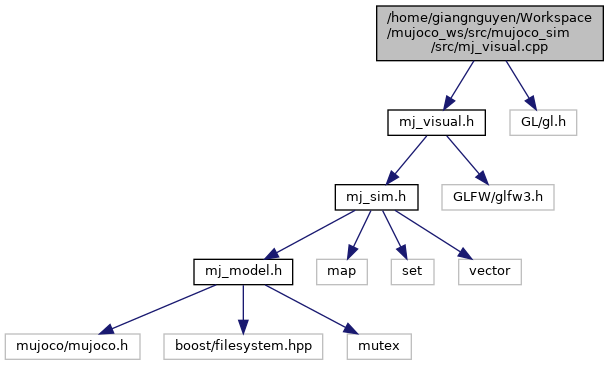 /home/giangnguyen/Workspace
/mujoco_ws/src/mujoco_sim
/src/mj_visual.cpp
mj_visual.h
GL/gl.h
mj_sim.h
GLFW/glfw3.h
mj_model.h
map
set
vector
mujoco/mujoco.h
boost/filesystem.hpp
mutex